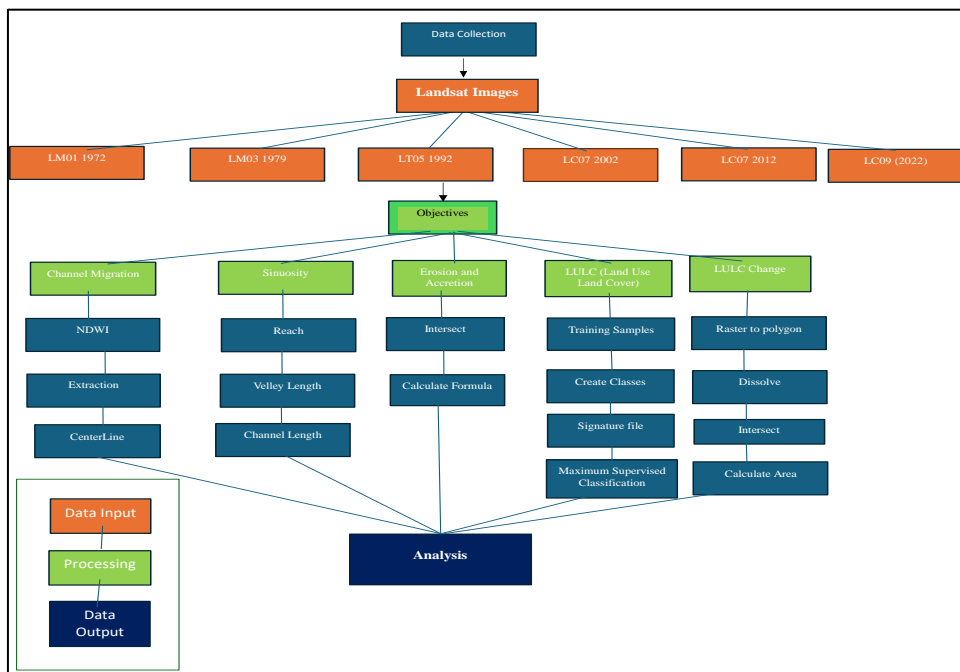 Data Collection
Landsat Images
LM01 1972
LM03 1979
LT05 1992
LC07 2002
LC07 2012
LC09 (2022)
Objectives
Channel Migration
Sinuosity
Erosion and
Accretion
LULC (Land Use
Land Cover)
LULC Change
NDWI
Reach
Intersect
Training Samples
Raster to polygon
Extraction
Velley Length
Calculate Formula
Create Classes
Dissolve
CenterLine
Channel Length
Signature file
Intersect
Maximum Supervised
Classification
Calculate Area
Data Input
Processing
Data
Output
Analysis